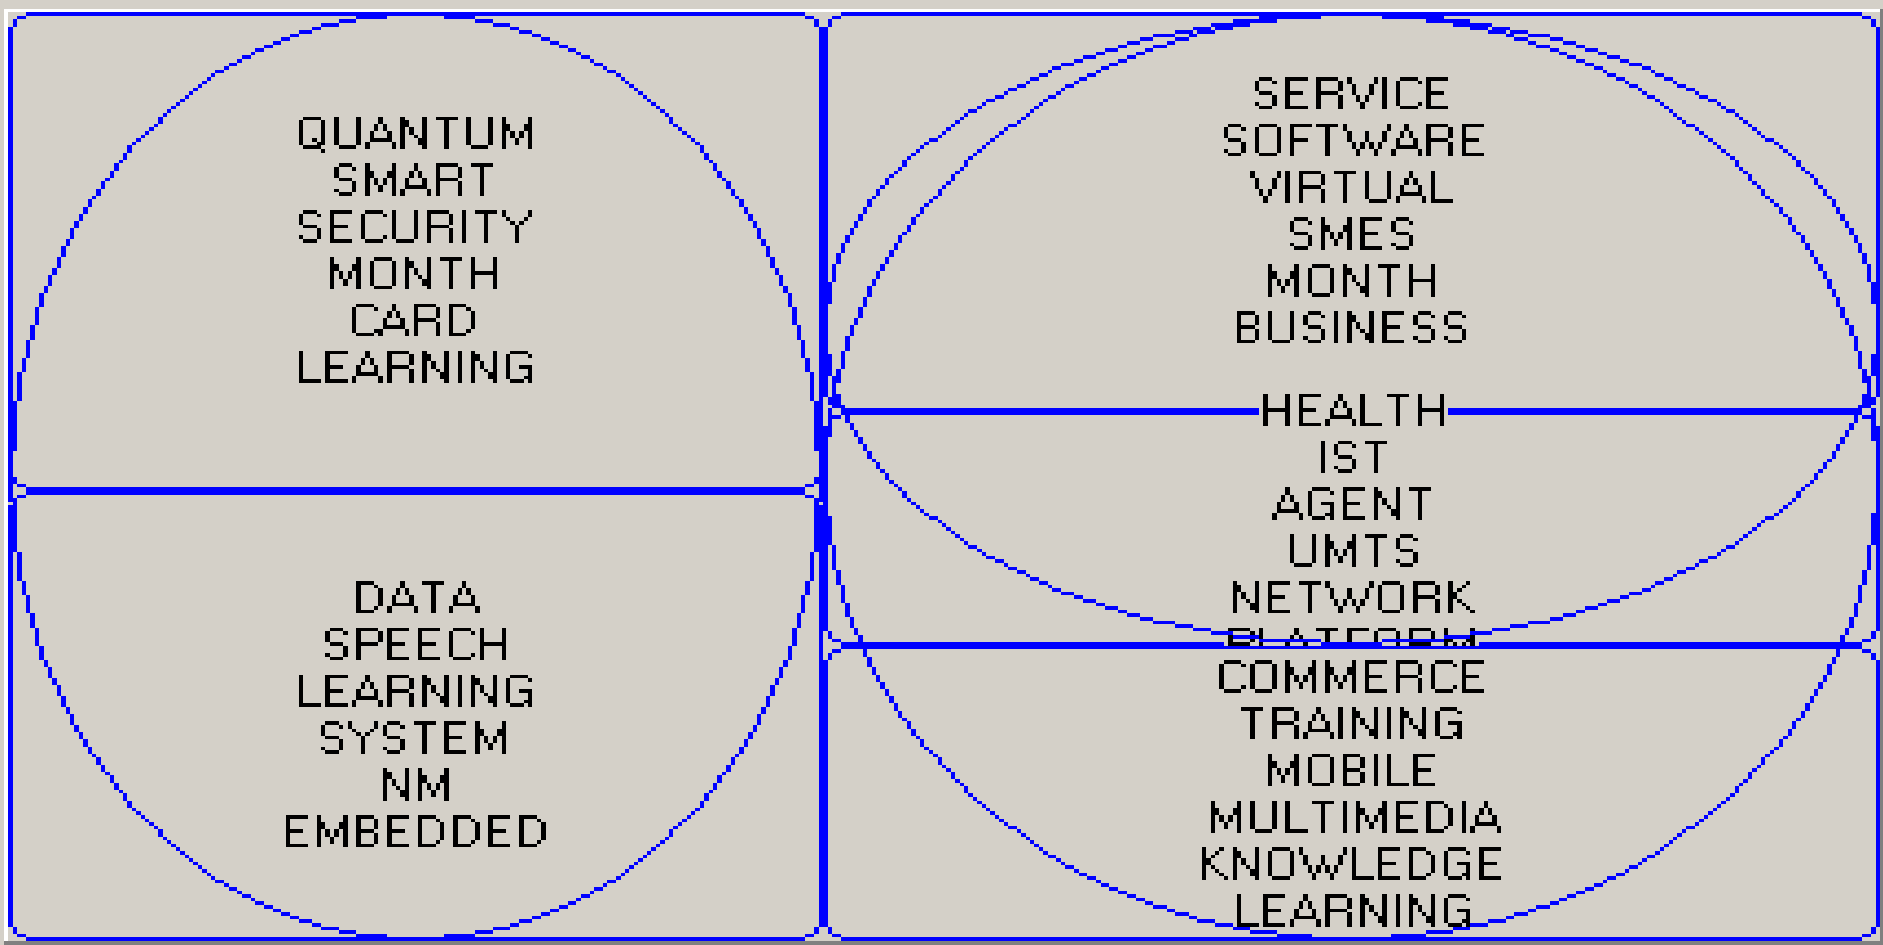 QUANTUM
SMART
SECURITY
MONTH
CARD
LEARNING
DATA
SPEECH
LEARNING
SYSTEM
NM
EMBEDDED
SERVICE
SOFTWARE
VIRTUAL
SMES
MONTH
BUSINESS
HEALTH
IST
AGENT
UMTS
NETWORK
PLATFORM
COMMERCE
TRAINING
MOBILE
MULTIMEDIA
KNOWLEDGE
LEARNING